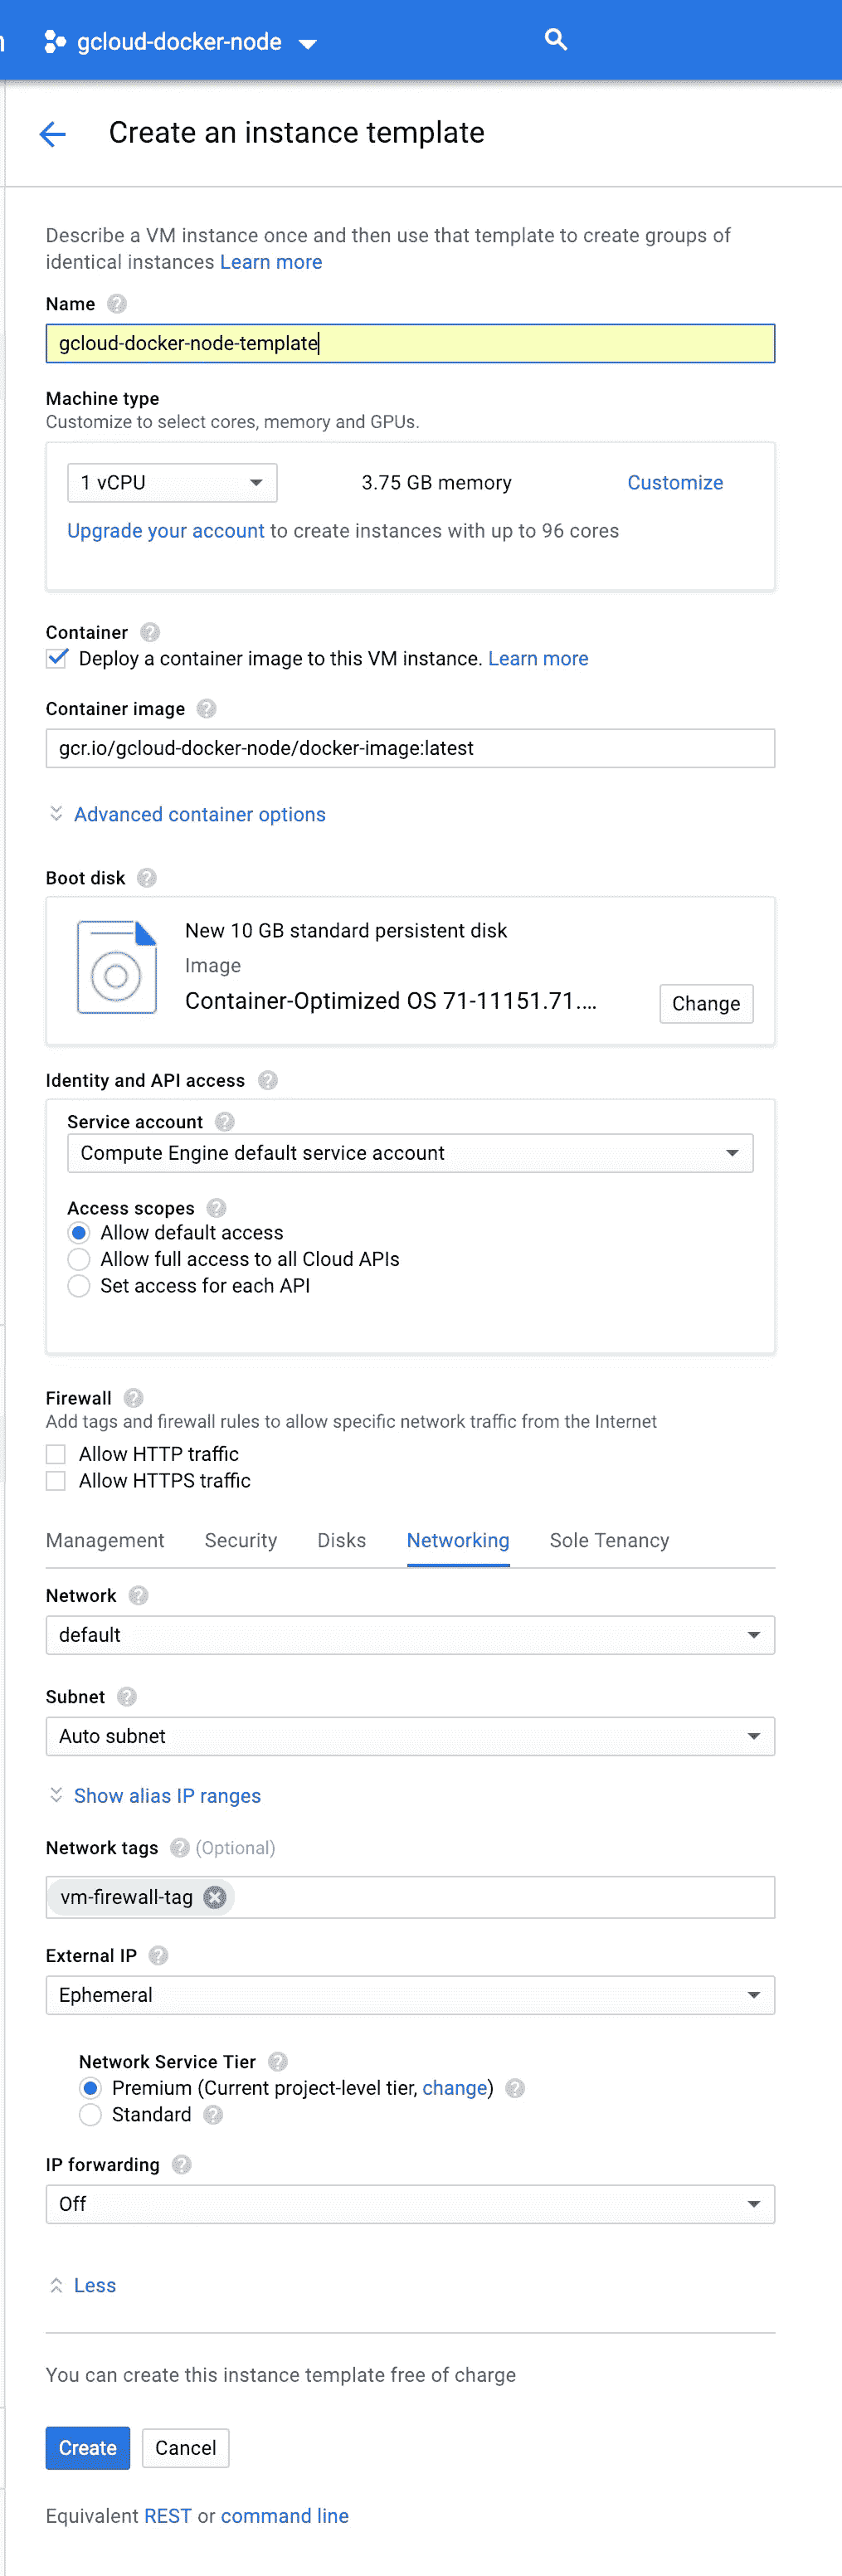 gcloud-docker-node
Create an instance template
Describe a VM instance once and then use that template to create groups of
identical instances Learn more
Name
gcloud-docker-node-template
Machine type
Customize to select cores, memory and GPUs.
1 vCPU 3.75 GB memory Customize
Upgrade your account to create instances with up to 96 cores
Container
Deploy a container image to this VM instance. Learn more
Container image
gcr.io/gcloud-docker-node/docker-image:latest
Advanced container options
Boot disk
New 10 GB standard persistent disk
Image
Container-Optimized OS 71-11151.71.... Change
Identity and API access
Service account
Compute Engine default service account
Access scopes
Allow default access
Allow full access to all Cloud APIs
Set access for each API
Firewall
Add tags and firewall rules to allow specific network traffic from the Internet
Allow HTTP traffic
Allow HTTPS traffic
Management Security Disks Networking Sole Tenancy
Network
default
Subnet
Auto subnet
Show alias IP ranges
Network tags (Optional)
vm-firewall-tag
External IP
Ephemeral
Network Service Tier
Premium (Current project-level tier, change)
Standard
IP forwarding
Off
Less
You can create this instance template free of charge
Create Cancel
Equivalent REST or command line